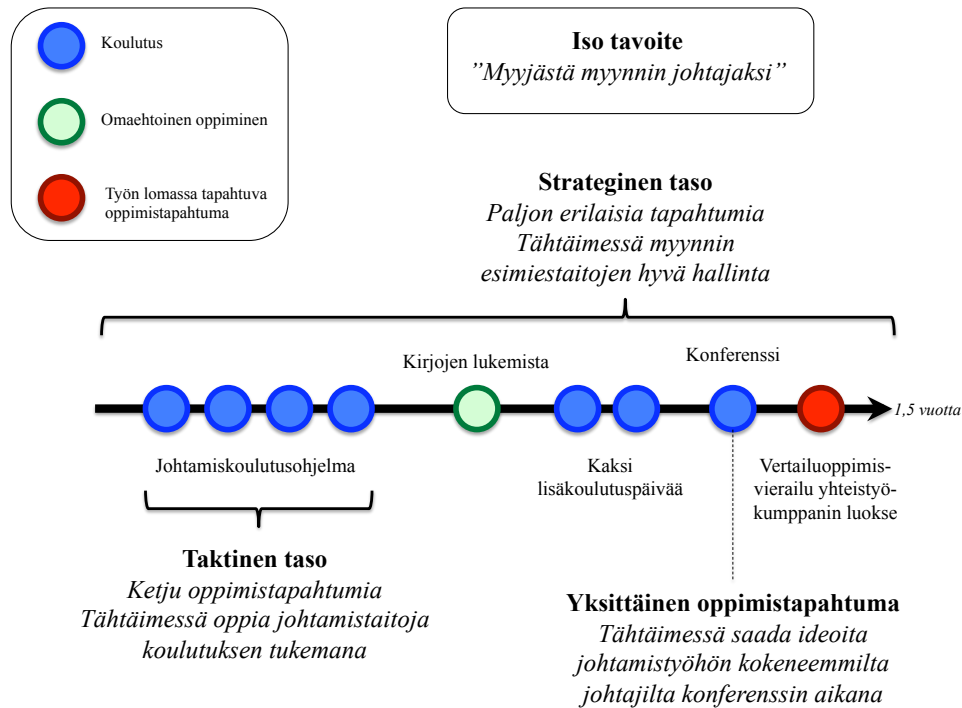 Koulutus
Omaehtoinen oppiminen
Työn lomassa tapahtuva
oppimistapahtuma
Iso tavoite
”Myyjästä myynnin johtajaksi”
Strateginen taso
Paljon erilaisia tapahtumia
Tähtäimessä myynnin
esimiestaitojen hyvä hallinta
Kirjojen lukemista
Konferenssi
1,5 vuotta
Johtamiskoulutusohjelma
Kaksi
lisäkoulutuspäivää
Vertailuoppimis-
vierailu yhteistyö-
kumppanin luokse
Taktinen taso
Ketju oppimistapahtumia
Tähtäimessä oppia johtamistaitoja
koulutuksen tukemana
Yksittäinen oppimistapahtuma
Tähtäimessä saada ideoita
johtamistyöhön kokeneemmilta
johtajilta konferenssin aikana